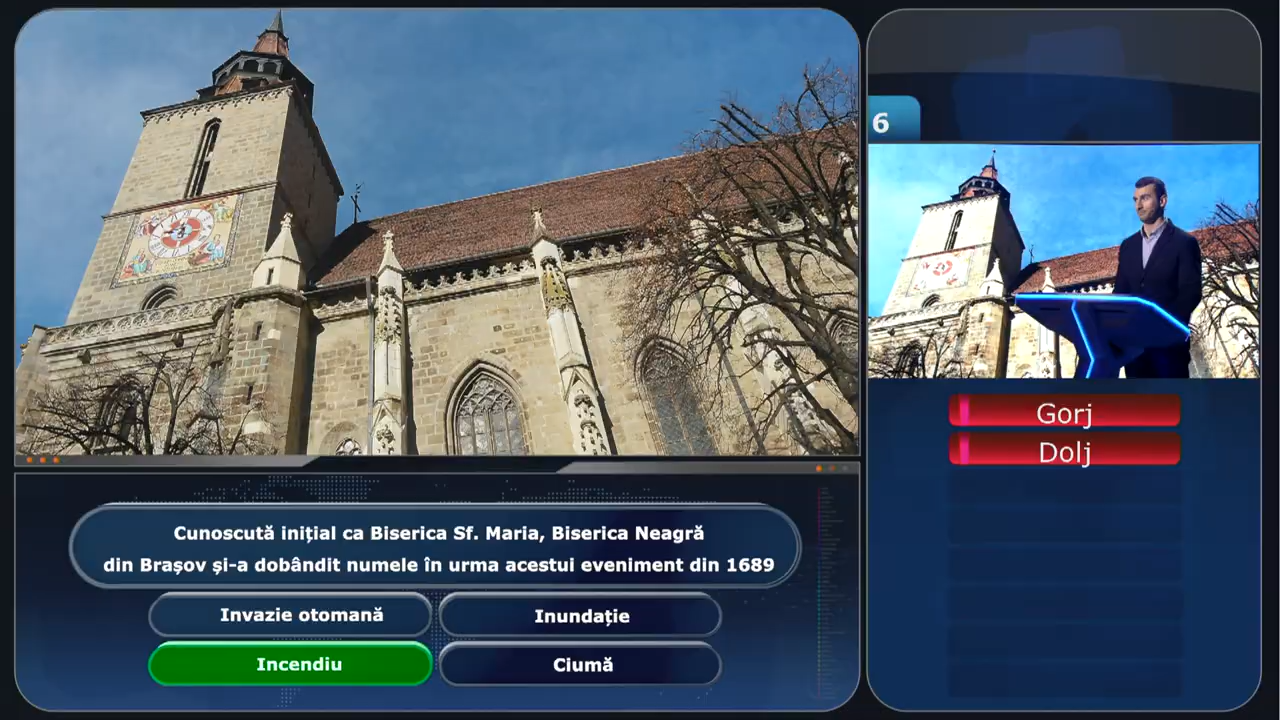 6
Gorj
Dolj
Cunoscută inițial ca Biserica Sf. Maria, Biserica Neagră
din Brașov și-a dobândit numele în urma acestui eveniment din 1689
Invazie otomană
Inundație
Incendiu
Ciumă